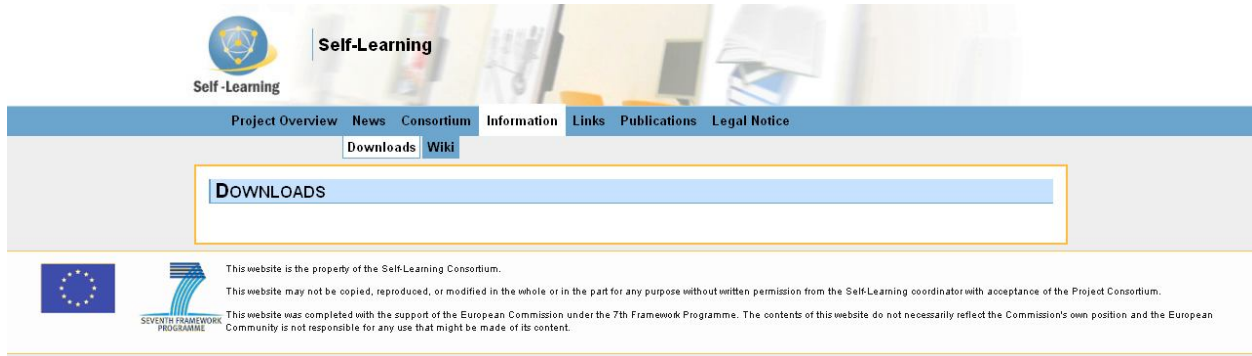 Self-Learning
Self-Learning
Project Overview News Consortium Information Links Publications Legal Notice
Downloads Wiki
DOWNLOADS
This website is the property of the Self-Learning Consortium.
This website may not be copied, reproduced, or modified in the whole or in the part for any purpose without written permission from the Self-Learning coordinator with acceptance of the Project Consortium.
SEVENTH FRAMEWORK
PROGRAMME
This website was completed with the support of the European Commission under the 7th Framework Programme. The contents of this website do not necessarily reflect the Commission's own position and the European
Community is not responsible for any use that might be made of its content.